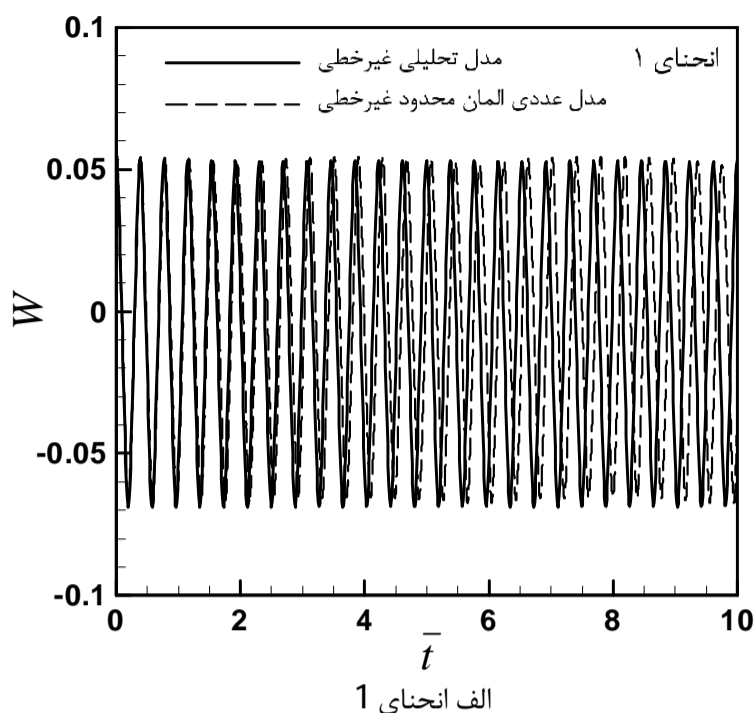 0.1
انحنای ۱
مدل تحلیلی غیرخطی
مدل عددی المان محدود غیرخطی
0.05
W
0
-0.05
-0.1
0 2 4 6 8 10
t̄
الف انحنای 1